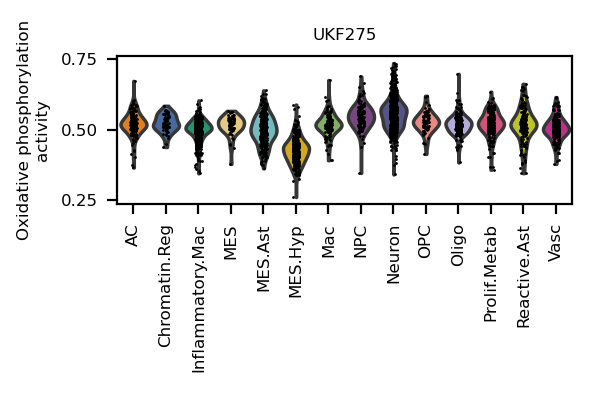 UKF275
Oxidative phosphorylation
activity
0.75
0.50
0.25
AC
Chromatin.Reg
Inflammatory.Mac
MES
MES.Ast
MES.Hyp
Mac
NPC
Neuron
OPC
Oligo
Prolif.Metab
Reactive.Ast
Vasc